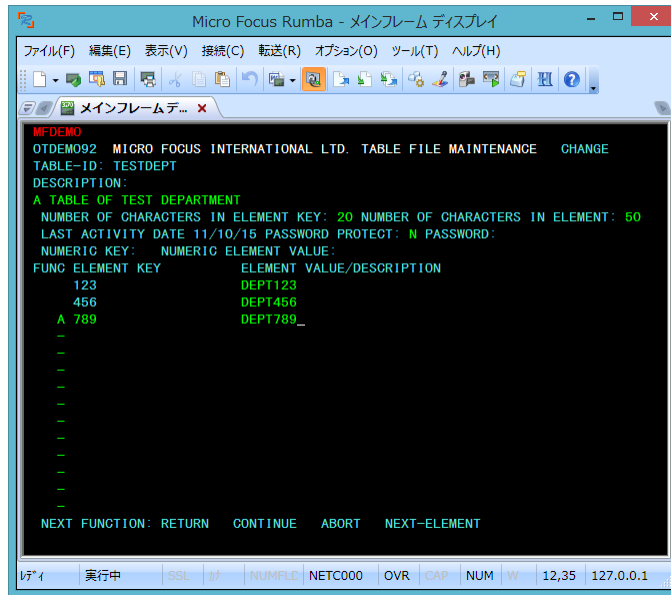 Micro Focus Rumba - メインフレーム ディスプレイ
ファイル(F) 編集(E) 表示(V) 接続(C) 転送(R) オプション(O) ツール(T) ヘルプ(H)
メインフレームデ...
MFDEMO
OTDEMO92 MICRO FOCUS INTERNATIONAL LTD. TABLE FILE MAINTENANCE CHANGE
TABLE-ID: TESTDEPT
DESCRIPTION:
A TABLE OF TEST DEPARTMENT
NUMBER OF CHARACTERS IN ELEMENT KEY: 20 NUMBER OF CHARACTERS IN ELEMENT: 50
LAST ACTIVITY DATE 11/10/15 PASSWORD PROTECT: N PASSWORD:
NUMERIC KEY: NUMERIC ELEMENT VALUE:
FUNC ELEMENT KEY ELEMENT VALUE/DESCRIPTION
123 DEPT123
456 DEPT456
A 789 DEPT789_
NEXT FUNCTION: RETURN CONTINUE ABORT NEXT-ELEMENT
ﾚﾃﾞｨ 実行中 SSL NUMFLD NETC000 OVR CAP NUM W 12,35 127.0.0.1